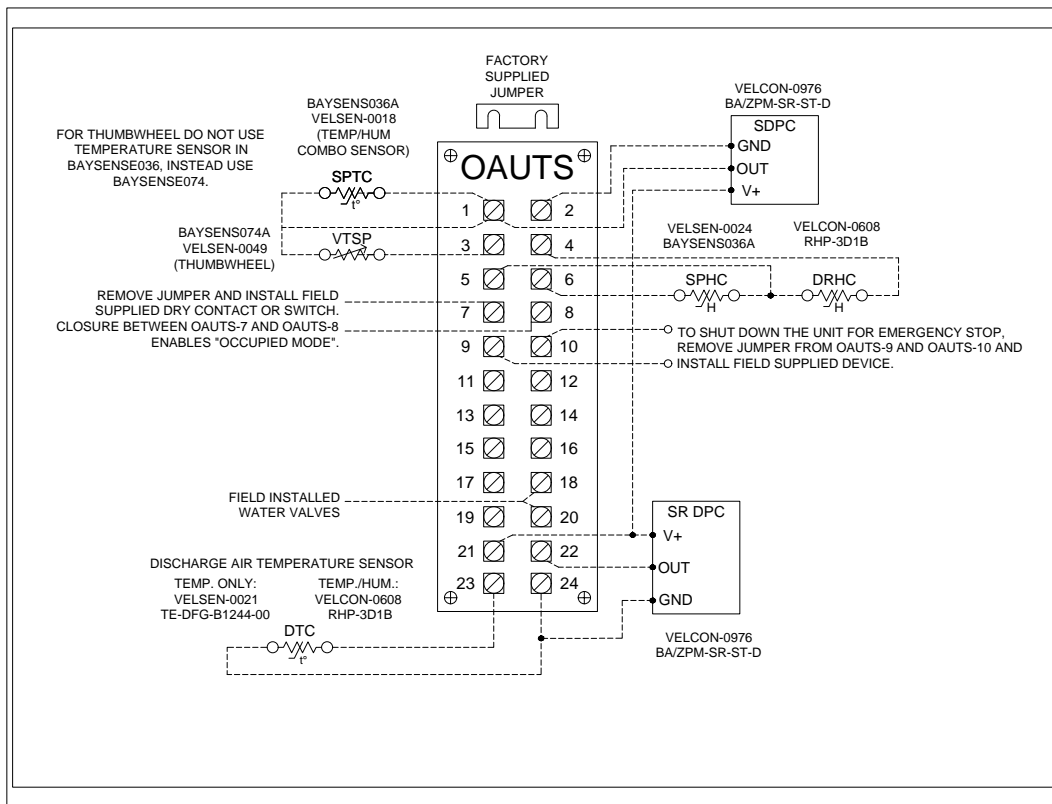 FACTORY
SUPPLIED
JUMPER
BAYSENS036A
VELSEN-0018
(TEMP/HUM
COMBO SENSOR)
FOR THUMBWHEEL DO NOT USE
TEMPERATURE SENSOR IN
BAYSENSE036, INSTEAD USE
BAYSENSE074.
SPTC
t°
BAYSENS074A
VELSEN-0049
(THUMBWHEEL)
VTSP
REMOVE JUMPER AND INSTALL FIELD
SUPPLIED DRY CONTACT OR SWITCH.
CLOSURE BETWEEN OAUTS-7 AND OAUTS-8
ENABLES "OCCUPIED MODE".
FIELD INSTALLED
WATER VALVES
DISCHARGE AIR TEMPERATURE SENSOR
TEMP. ONLY:
VELSEN-0021
TE-DFG-B1244-00
TEMP./HUM.:
VELCON-0608
RHP-3D1B
DTC
t°
OAUTS
1 2
3 4
5 6
7 8
9 10
11 12
13 14
15 16
17 18
19 20
21 22
23 24
VELCON-0976
BA/ZPM-SR-ST-D
SDPC
GND
OUT
V+
VELSEN-0024
BAYSENS036A
VELCON-0608
RHP-3D1B
SPHC
H
DRHC
H
TO SHUT DOWN THE UNIT FOR EMERGENCY STOP,
REMOVE JUMPER FROM OAUTS-9 AND OAUTS-10 AND
INSTALL FIELD SUPPLIED DEVICE.
SR DPC
V+
OUT
GND
VELCON-0976
BA/ZPM-SR-ST-D